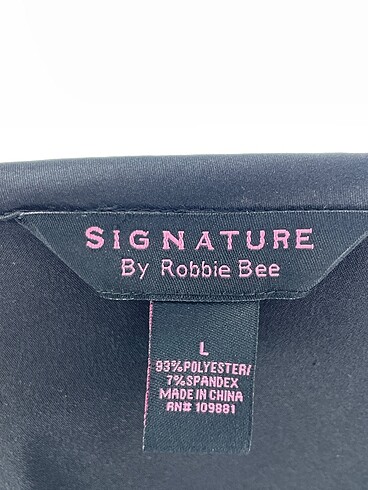 SIGNATURE
By Robbie Bee
L
93%POLYESTER/
7%SPANDEX
MADE IN CHINA
RN# 109881